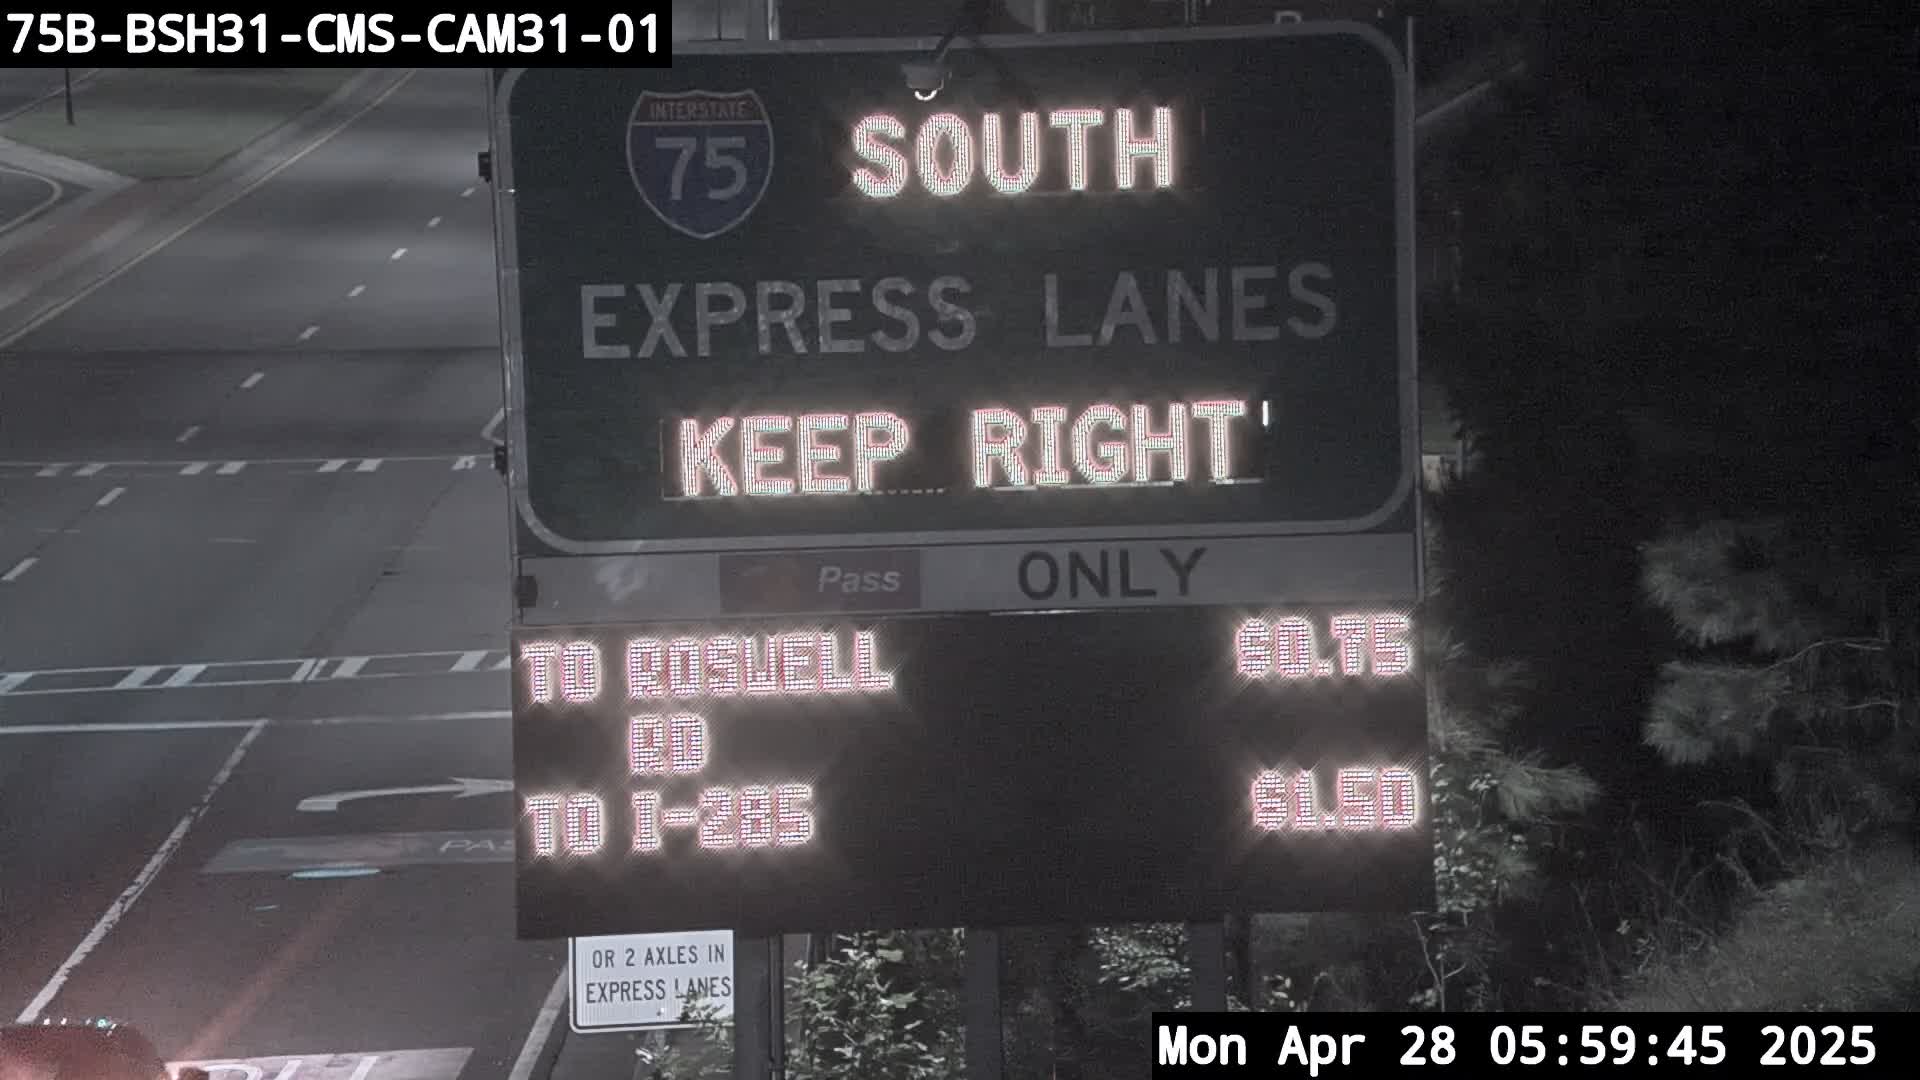 75B-BSH31-CMS-CAM31-01
INTERSTATE
75
SOUTH
EXPRESS LANES
KEEP RIGHT
Pass ONLY
TO ROSWELL $0.75
RD
TO I-285 $1.50
OR 2 AXLES IN
EXPRESS LANES
Mon Apr 28 05:59:45 2025